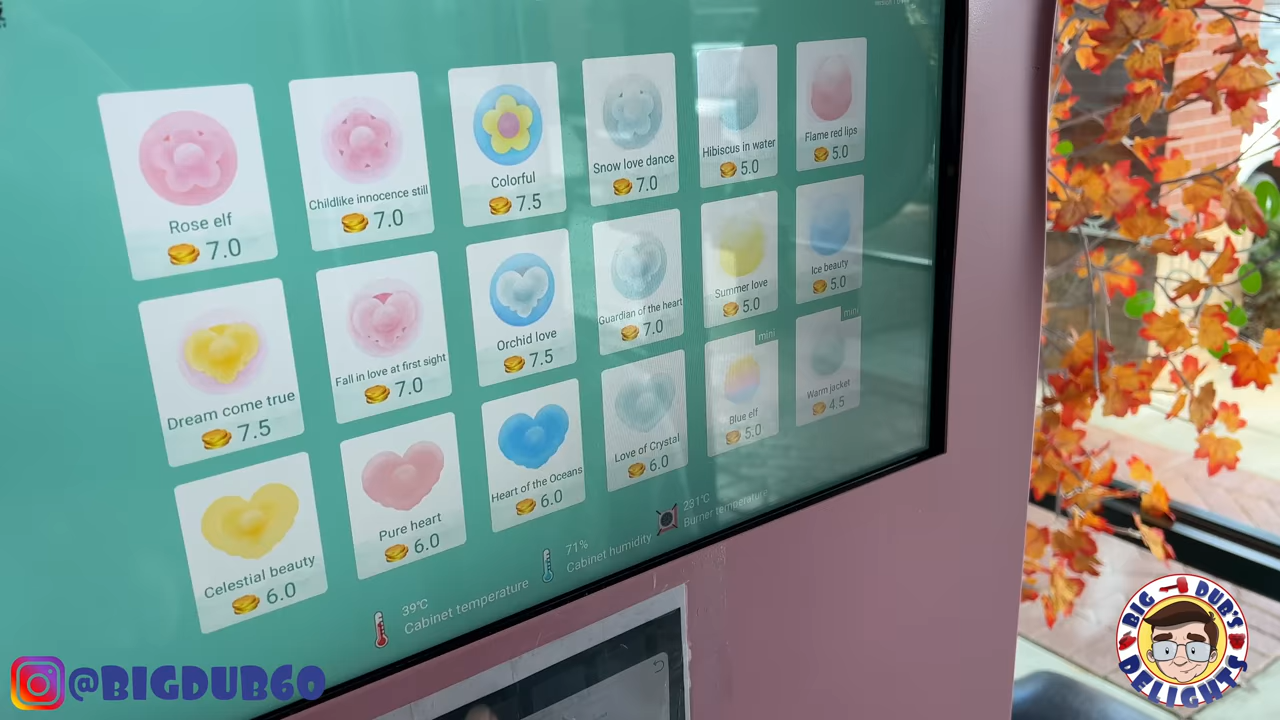 Rose elf
7.0
Childlike innocence still
7.0
Colorful
7.5
Snow love dance
7.0
Hibiscus in water
5.0
Flame red lips
5.0
Dream come true
7.5
Fall in love at first sight
7.0
Orchid love
7.5
Guardian of the heart
7.0
Summer love
5.0
Ice beauty
5.0
Celestial beauty
6.0
Pure heart
6.0
Heart of the Oceans
6.0
Love of Crystal
6.0
mini
Blue elf
5.0
mini
Warm jacket
4.5
39°C
Cabinet temperature
71%
Cabinet humidity
231°C
Burner temperature
@BIGDUB60
BIG DUB'S
DELIGHTS